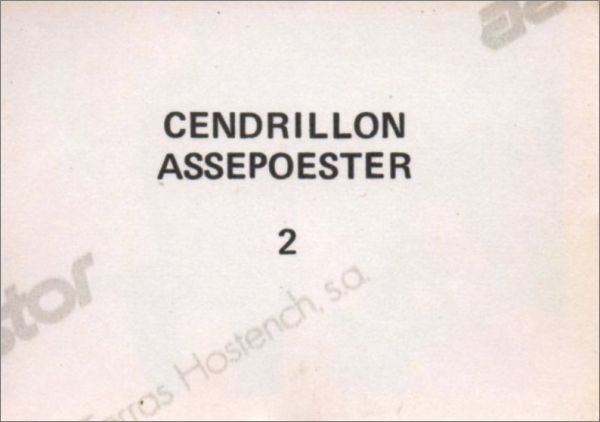 CENDRILLON
ASSEPOESTER
2
Hostench, s.a.